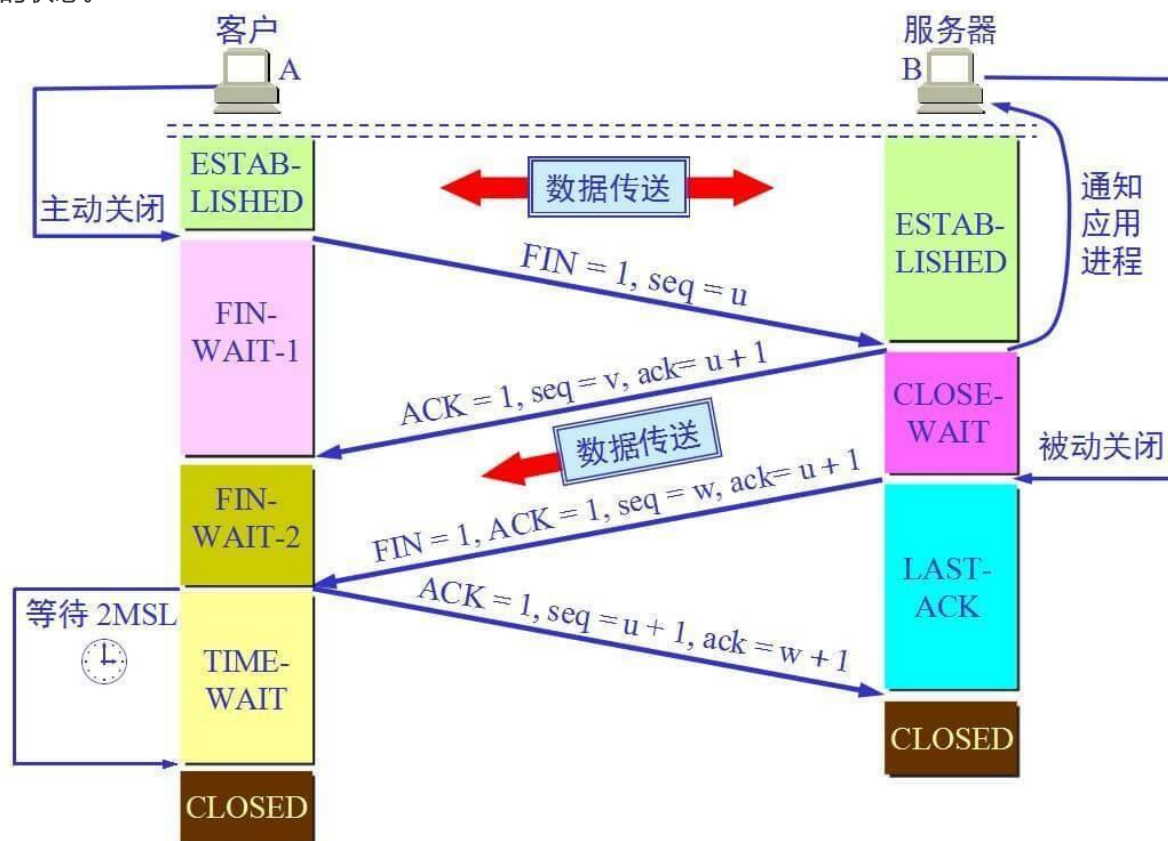 的状态。
客户
服务器
A
B
ESTAB-
LISHED
数据传送
主动关闭
ESTAB-
LISHED
通知
应用
进程
FIN = 1, seq = u
FIN-
WAIT-1
ACK = 1, seq = v, ack= u + 1
CLOSE-
WAIT
数据传送
被动关闭
FIN-
WAIT-2
FIN = 1, ACK = 1, seq = w, ack= u + 1
LAST-
ACK
ACK = 1, seq = u + 1, ack = w + 1
等待 2MSL
TIME-
WAIT
CLOSED
CLOSED